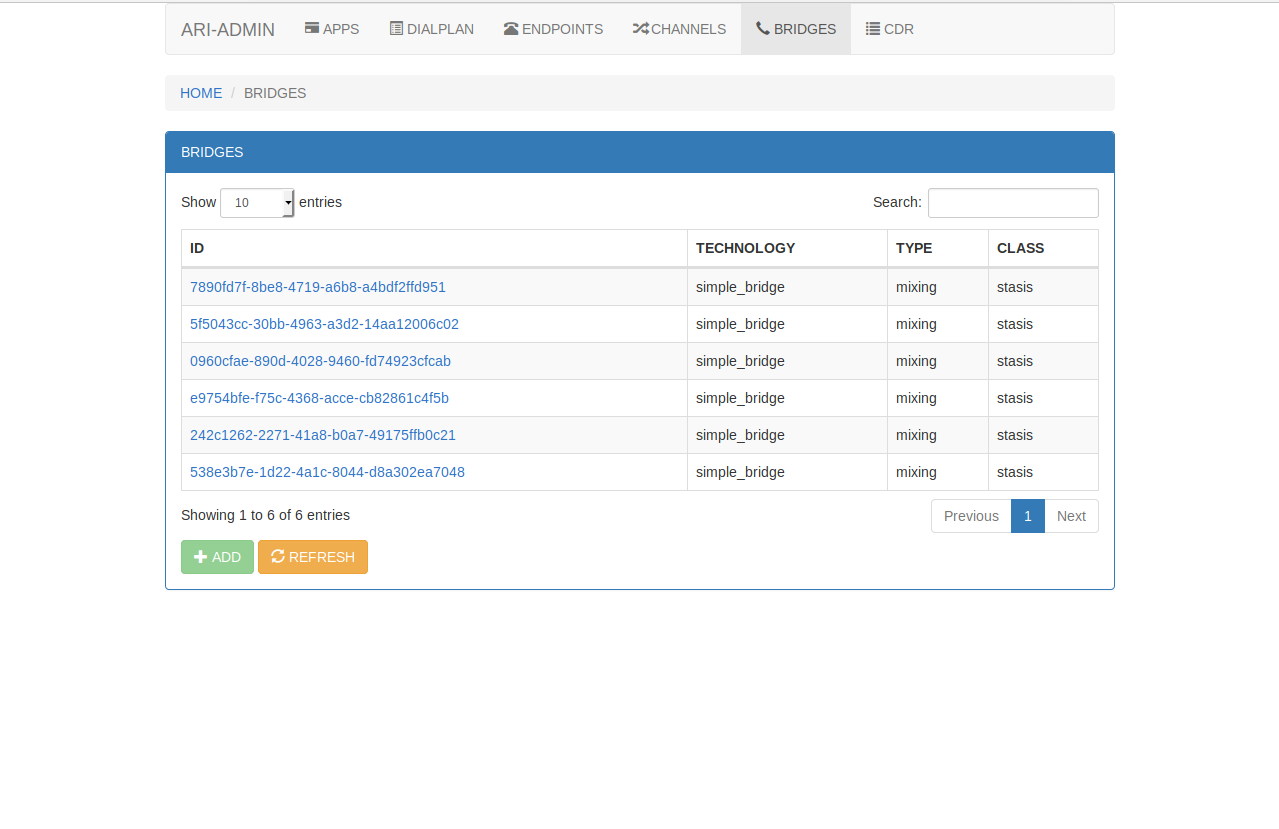 ARI-ADMIN APPS DIALPLAN ENDPOINTS CHANNELS BRIDGES CDR
HOME / BRIDGES
BRIDGES
Show 10 entries Search:
ID TECHNOLOGY TYPE CLASS
7890fd7f-8be8-4719-a6b8-a4bdf2ffd951 simple_bridge mixing stasis
5f5043cc-30bb-4963-a3d2-14aa12006c02 simple_bridge mixing stasis
0960cfae-890d-4028-9460-fd74923cfcab simple_bridge mixing stasis
e9754bfe-f75c-4368-acce-cb82861c4f5b simple_bridge mixing stasis
242c1262-2271-41a8-b0a7-49175ffb0c21 simple_bridge mixing stasis
538e3b7e-1d22-4a1c-8044-d8a302ea7048 simple_bridge mixing stasis
Showing 1 to 6 of 6 entries Previous 1 Next
ADD REFRESH